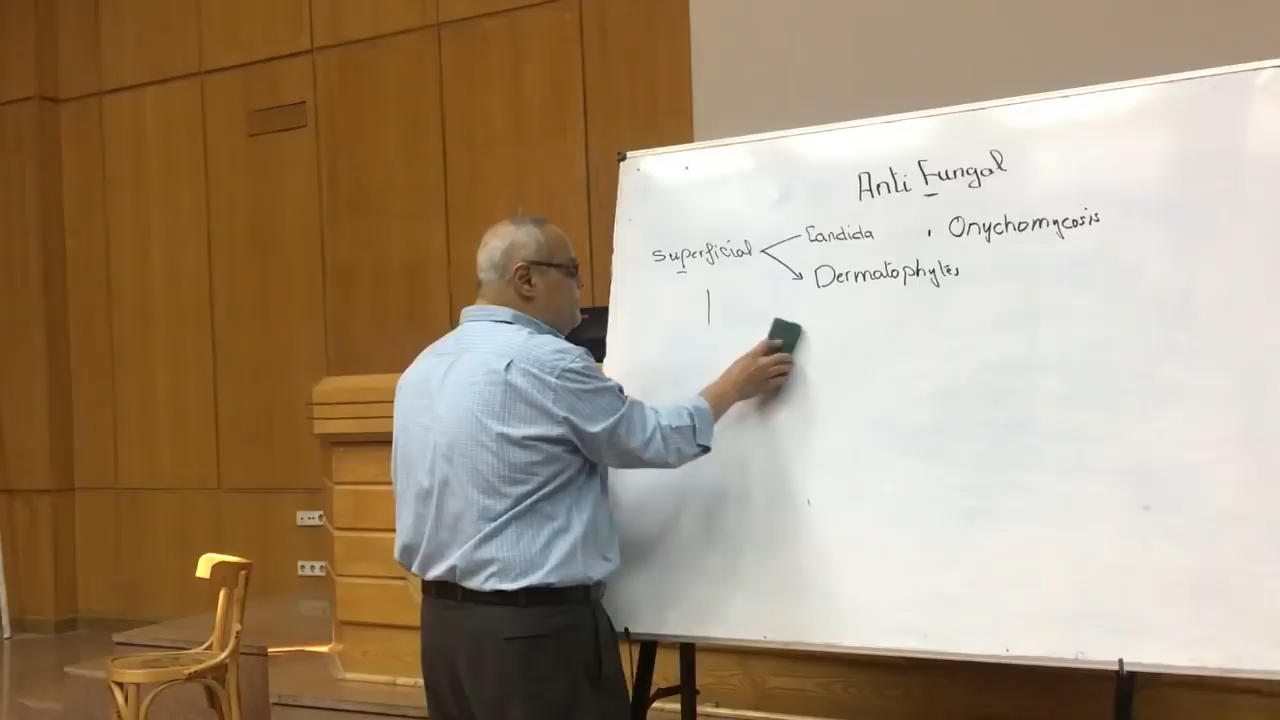 Anti Fungal
Superficial
Candida , Onychomycosis
Dermatophytes